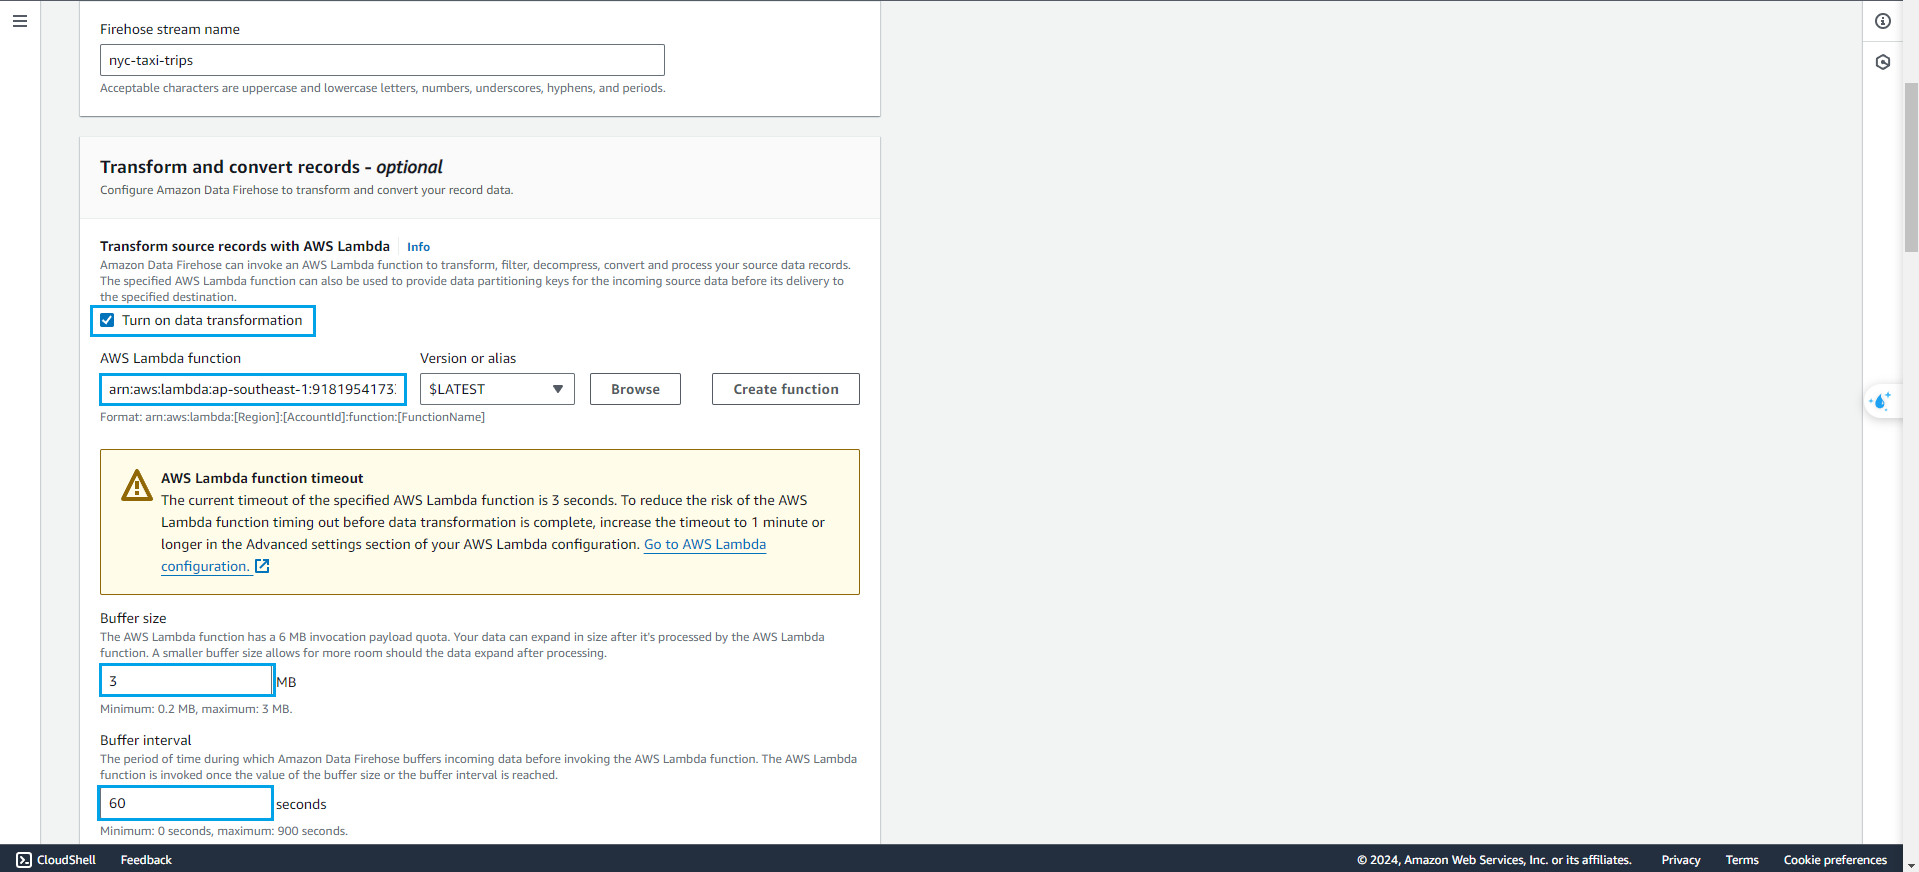 Firehose stream name
nyc-taxi-trips
Acceptable characters are uppercase and lowercase letters, numbers, underscores, hyphens, and periods.
Transform and convert records - optional
Configure Amazon Data Firehose to transform and convert your record data.
Transform source records with AWS Lambda Info
Amazon Data Firehose can invoke an AWS Lambda function to transform, filter, decompress, convert and process your source data records.
The specified AWS Lambda function can also be used to provide data partitioning keys for the incoming source data before its delivery to
the specified destination.
Turn on data transformation
AWS Lambda function Version or alias
arn:aws:lambda:ap-southeast-1:91819541733 $LATEST Browse Create function
Format: arn:aws:lambda:[Region]:[AccountId]:function:[FunctionName]
AWS Lambda function timeout
The current timeout of the specified AWS Lambda function is 3 seconds. To reduce the risk of the AWS
Lambda function timing out before data transformation is complete, increase the timeout to 1 minute or
longer in the Advanced settings section of your AWS Lambda configuration. Go to AWS Lambda
configuration.
Buffer size
The AWS Lambda function has a 6 MB invocation payload quota. Your data can expand in size after it's processed by the AWS Lambda
function. A smaller buffer size allows for more room should the data expand after processing.
3 MB
Minimum: 0.2 MB, maximum: 3 MB.
Buffer interval
The period of time during which Amazon Data Firehose buffers incoming data before invoking the AWS Lambda function. The AWS Lambda
function is invoked once the value of the buffer size or the buffer interval is reached.
60 seconds
Minimum: 0 seconds, maximum: 900 seconds.
CloudShell Feedback © 2024, Amazon Web Services, Inc. or its affiliates. Privacy Terms Cookie preferences